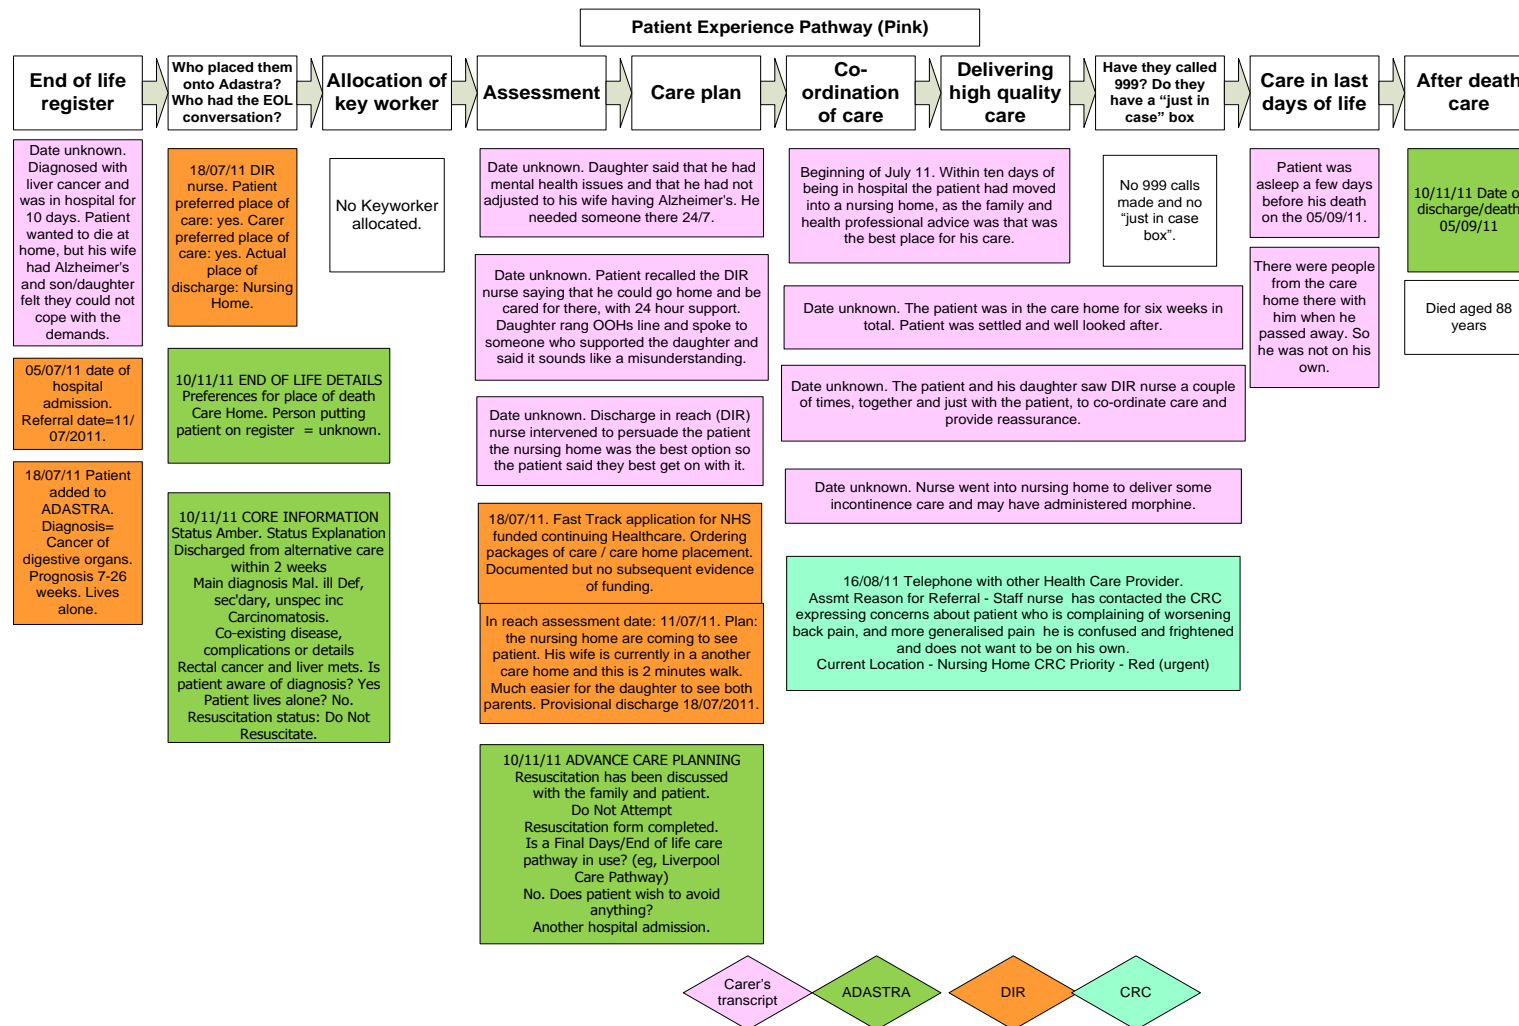 Patient Experience Pathway (Pink)
End of life
register
Who placed them
onto Adastra?
Who had the EOL
conversation?
Allocation of
key worker
Assessment
Care plan
Co-
ordination
of care
Delivering
high quality
care
Have they called
999? Do they
have a “just in
case” box
Care in last
days of life
After death
care
Date unknown.
Diagnosed with
liver cancer and
was in hospital for
10 days. Patient
wanted to die at
home, but his wife
had Alzheimer's
and son/daughter
felt they could not
cope with the
demands.
05/07/11 date of
hospital
admission.
Referral date=11/
07/2011.
18/07/11 Patient
added to
ADASTRA.
Diagnosis=
Cancer of
digestive organs.
Prognosis 7-26
weeks. Lives
alone.
18/07/11 DIR
nurse. Patient
preferred place of
care: yes. Carer
preferred place of
care: yes. Actual
place of
discharge: Nursing
Home.
10/11/11 END OF LIFE DETAILS
Preferences for place of death
Care Home. Person putting
patient on register = unknown.
10/11/11 CORE INFORMATION
Status Amber. Status Explanation
Discharged from alternative care
within 2 weeks
Main diagnosis Mal. ill Def,
sec'dary, unspec inc
Carcinomatosis.
Co-existing disease,
complications or details
Rectal cancer and liver mets. Is
patient aware of diagnosis? Yes
Patient lives alone? No.
Resuscitation status: Do Not
Resuscitate.
No Keyworker
allocated.
Date unknown. Daughter said that he had
mental health issues and that he had not
adjusted to his wife having Alzheimer's. He
needed someone there 24/7.
Date unknown. Patient recalled the DIR
nurse saying that he could go home and be
cared for there, with 24 hour support.
Daughter rang OOHs line and spoke to
someone who supported the daughter and
said it sounds like a misunderstanding.
Date unknown. Discharge in reach (DIR)
nurse intervened to persuade the patient
the nursing home was the best option so
the patient said they best get on with it.
18/07/11. Fast Track application for NHS
funded continuing Healthcare. Ordering
packages of care / care home placement.
Documented but no subsequent evidence
of funding.
In reach assessment date: 11/07/11. Plan:
the nursing home are coming to see
patient. His wife is currently in a another
care home and this is 2 minutes walk.
Much easier for the daughter to see both
parents. Provisional discharge 18/07/2011.
10/11/11 ADVANCE CARE PLANNING
Resuscitation has been discussed
with the family and patient.
Do Not Attempt
Resuscitation form completed.
Is a Final Days/End of life care
pathway in use? (eg, Liverpool
Care Pathway)
No. Does patient wish to avoid
anything?
Another hospital admission.
Beginning of July 11. Within ten days of
being in hospital the patient had moved
into a nursing home, as the family and
health professional advice was that was
the best place for his care.
Date unknown. The patient was in the care home for six weeks in
total. Patient was settled and well looked after.
Date unknown. The patient and his daughter saw DIR nurse a couple
of times, together and just with the patient, to co-ordinate care and
provide reassurance.
Date unknown. Nurse went into nursing home to deliver some
incontinence care and may have administered morphine.
16/08/11 Telephone with other Health Care Provider.
Assmt Reason for Referral - Staff nurse has contacted the CRC
expressing concerns about patient who is complaining of worsening
back pain, and more generalised pain he is confused and frightened
and does not want to be on his own.
Current Location - Nursing Home CRC Priority - Red (urgent)
No 999 calls
made and no
“just in case
box”.
Patient was
asleep a few days
before his death
on the 05/09/11.
There were people
from the care
home there with
him when he
passed away. So
he was not on his
own.
10/11/11 Date of
discharge/death
05/09/11
Died aged 88
years
Carer's
transcript
ADASTRA
DIR
CRC